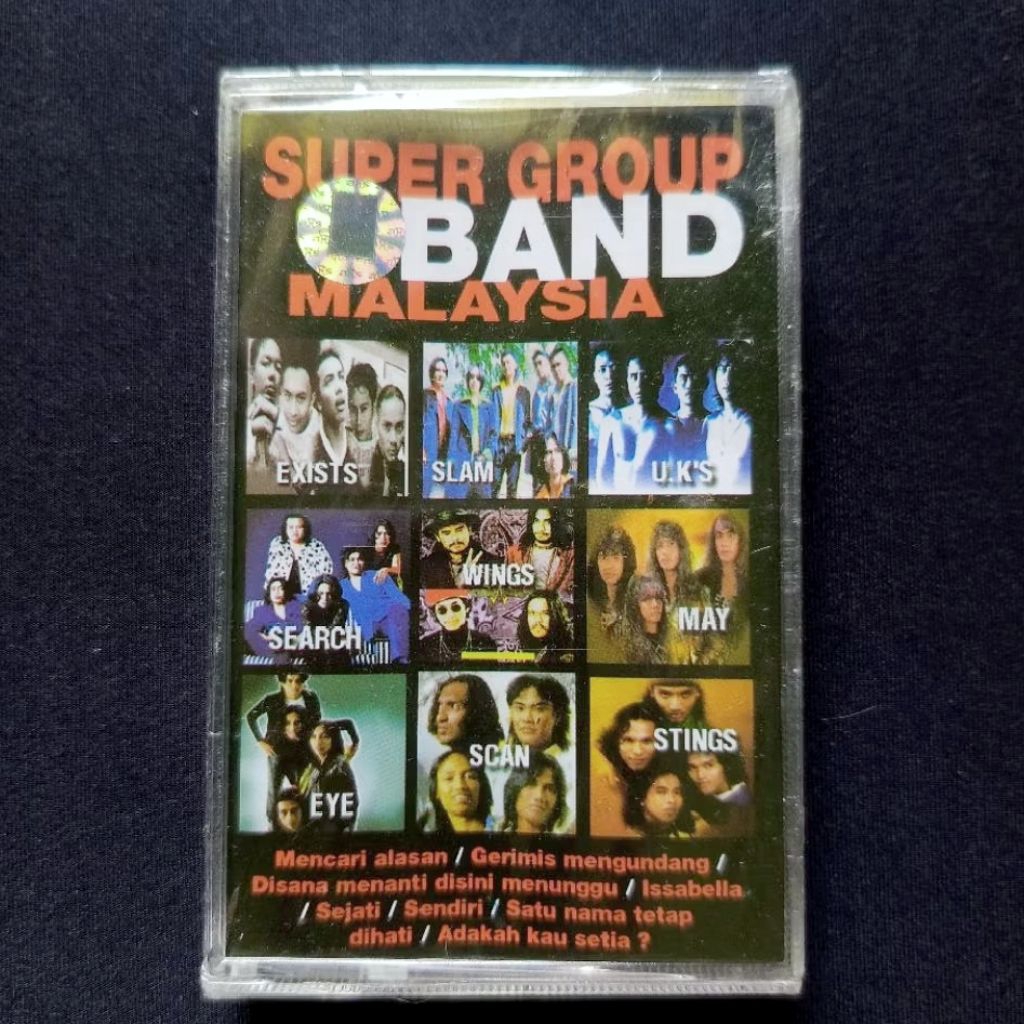 SUPER GROUP
BAND
MALAYSIA
EXISTS
SLAM
U.K'S
SEARCH
WINGS
MAY
EYE
SCAN
STINGS
Mencari alasan / Gerimis mengundang /
Disana menanti disini menunggu / Issabella
/ Sejati / Sendiri / Satu nama tetap
dihati / Adakah kau setia ?